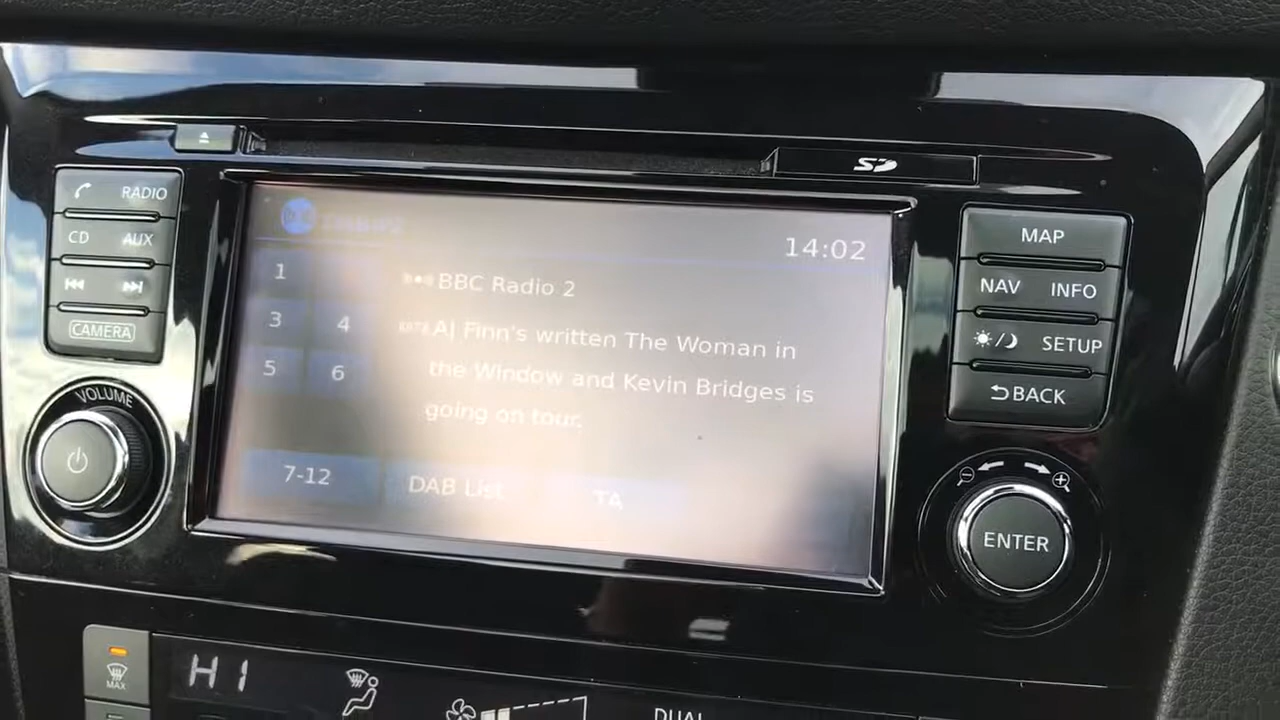 SD
RADIO
CD AUX
CAMERA
VOLUME
14:02
1
BBC Radio 2
3 4
AJ Finn's written The Woman in
5 6
the Window and Kevin Bridges is
going on tour.
7-12 DAB List TA
MAP
NAV INFO
SETUP
BACK
ENTER
MAX
HI
DUAL